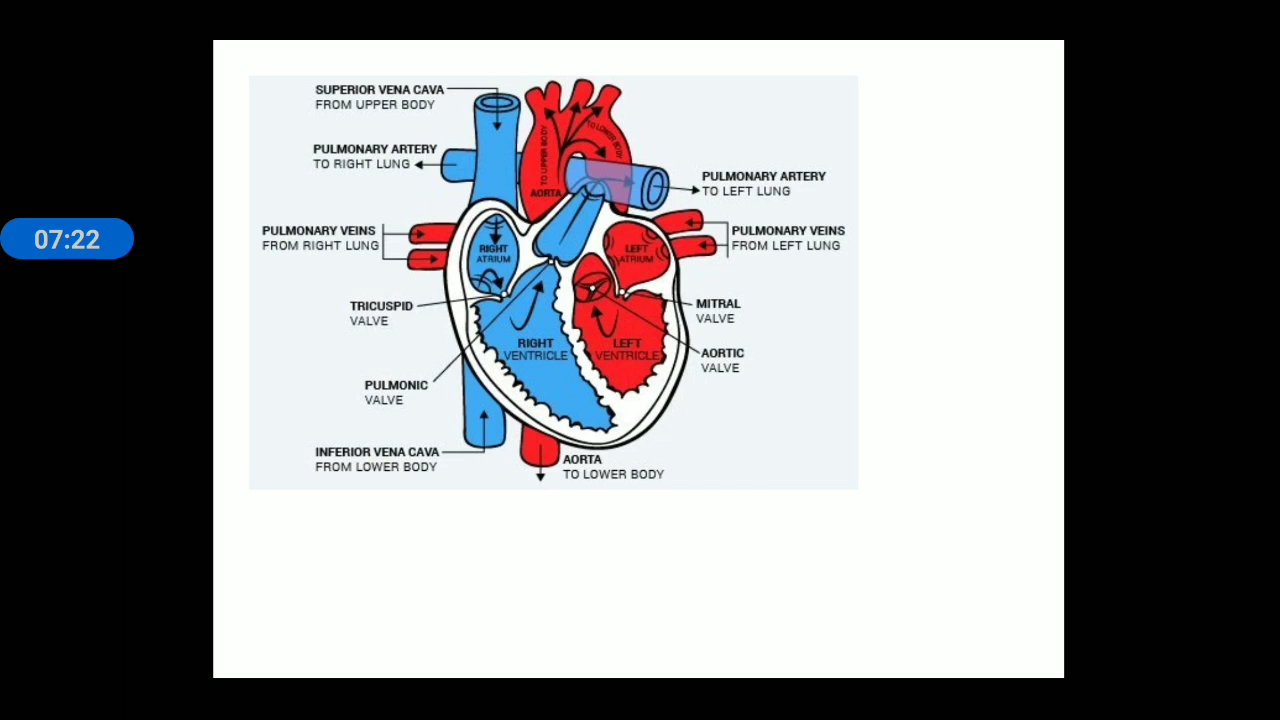 SUPERIOR VENA CAVA
FROM UPPER BODY
PULMONARY ARTERY
TO RIGHT LUNG
TO UPPER BODY
TO LOWER BODY
AORTA
PULMONARY ARTERY
TO LEFT LUNG
07:22
PULMONARY VEINS
FROM RIGHT LUNG
PULMONARY VEINS
FROM LEFT LUNG
RIGHT
ATRIUM
LEFT
ATRIUM
TRICUSPID
VALVE
MITRAL
VALVE
RIGHT
VENTRICLE
LEFT
VENTRICLE
AORTIC
VALVE
PULMONIC
VALVE
INFERIOR VENA CAVA
FROM LOWER BODY
AORTA
TO LOWER BODY